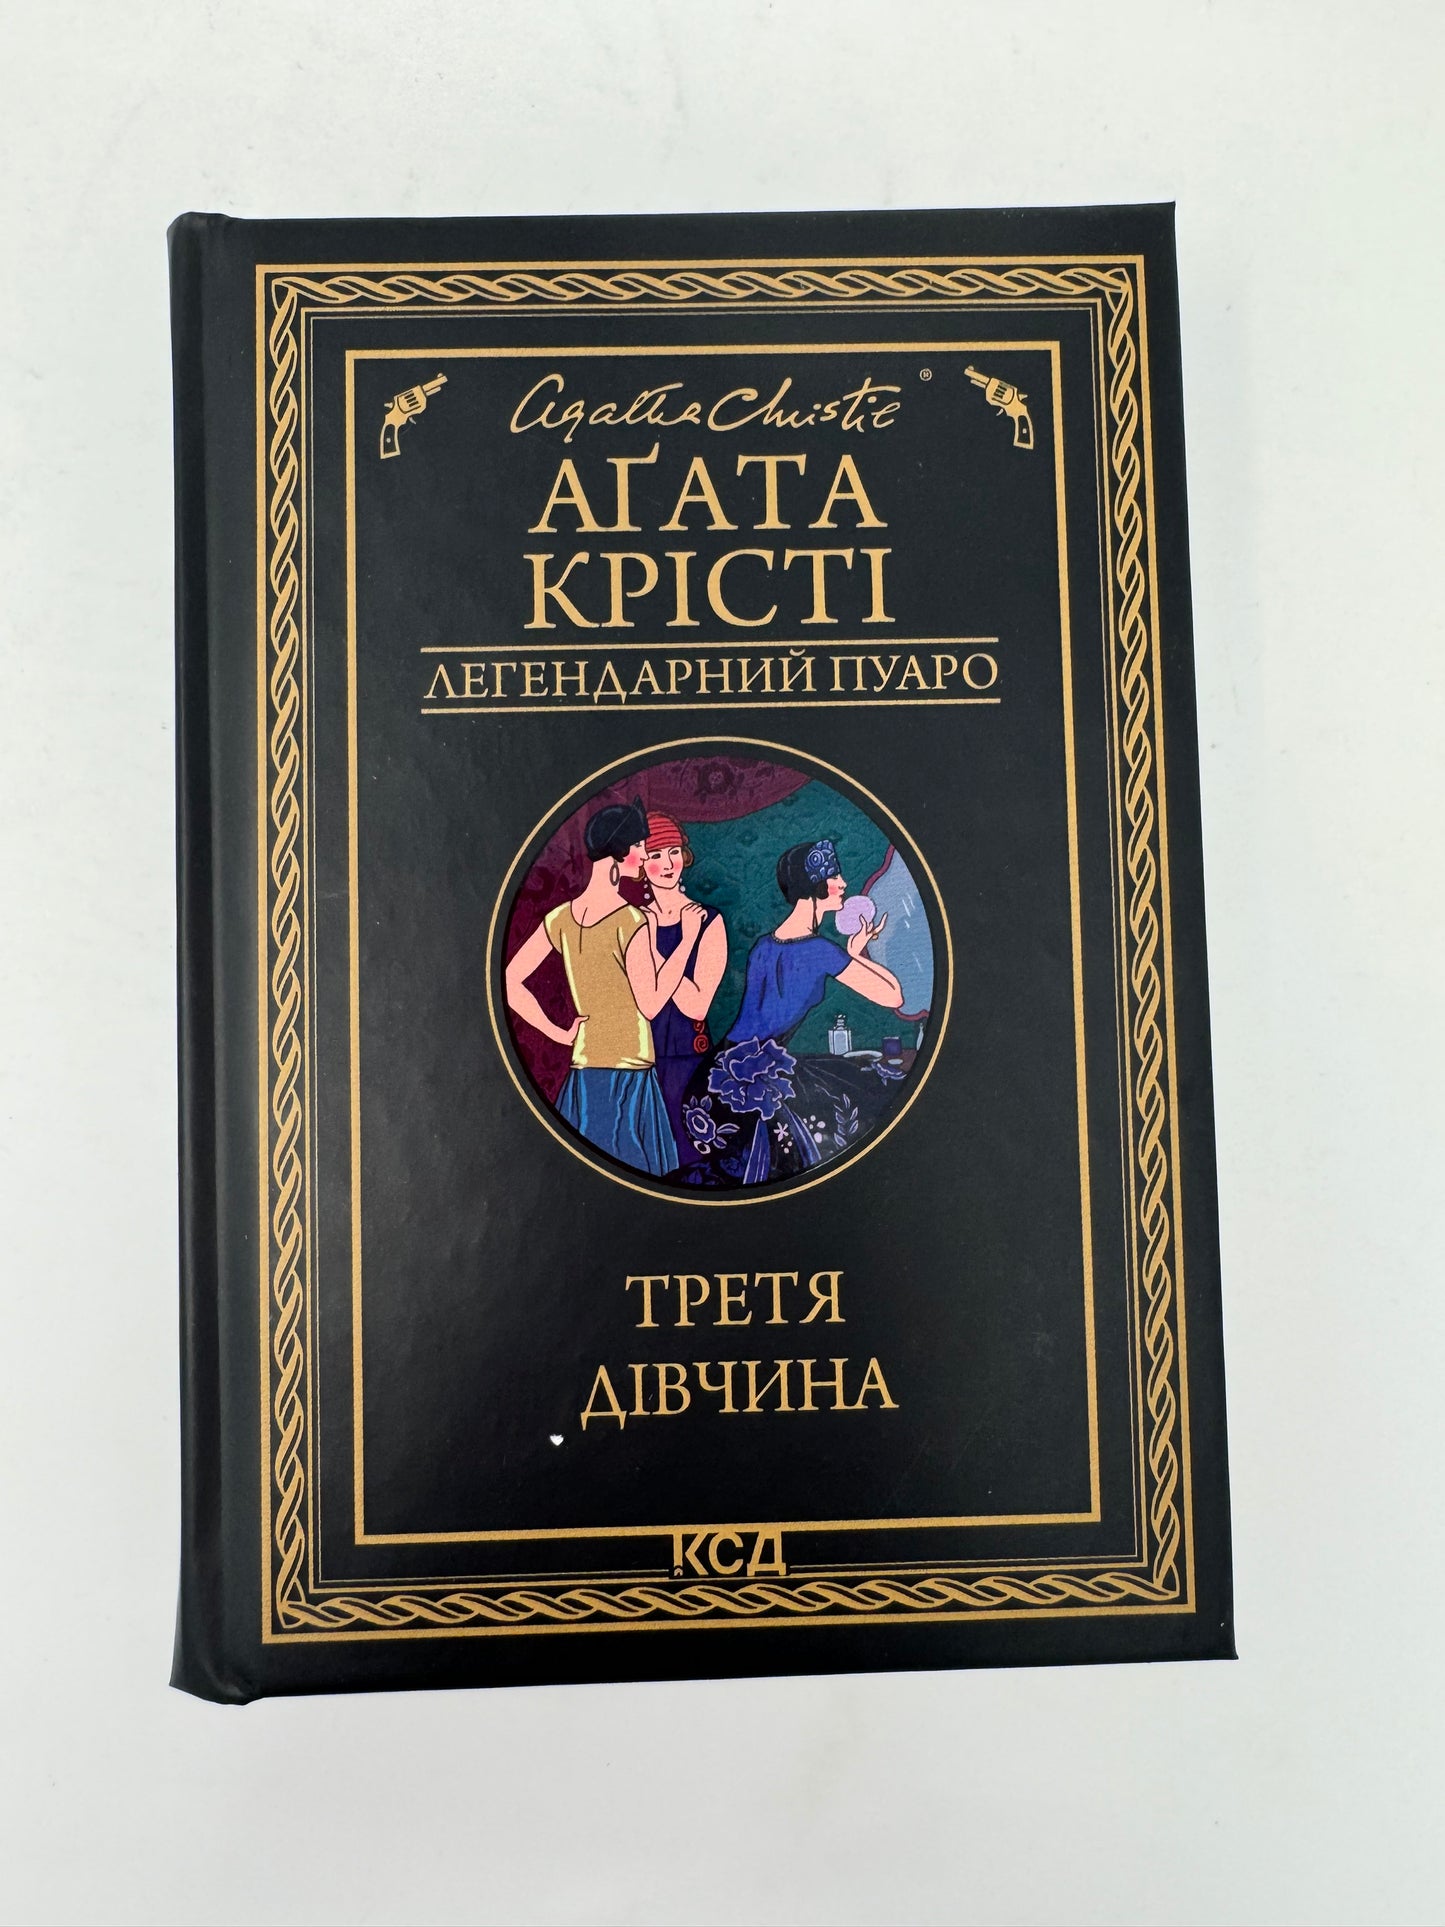 Agatha Christie®
АҐАТА
КРІСТІ
ЛЕГЕНДАРНИЙ ПУАРО
ТРЕТЯ
ДІВЧИНА
КСД